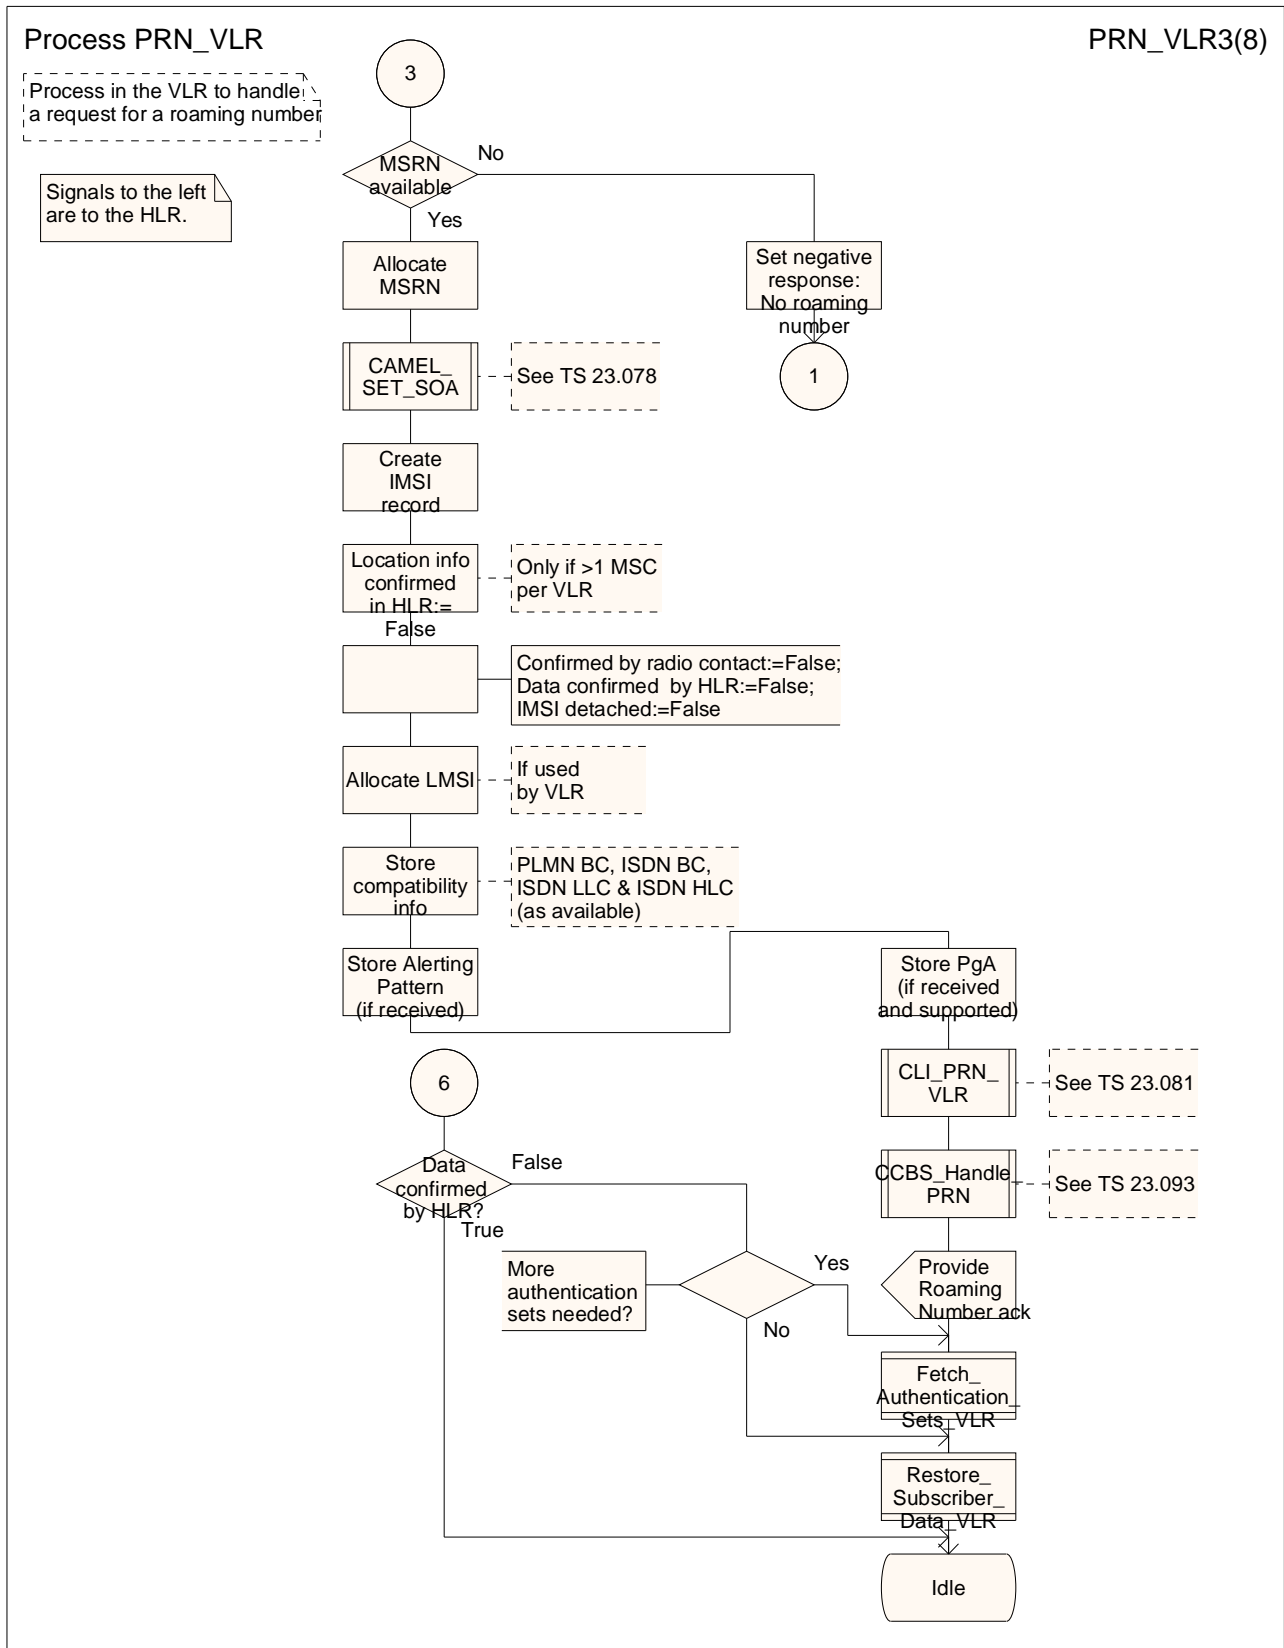 Process PRN_VLR
PRN_VLR3(8)
Process in the VLR to handle
a request for a roaming number
Signals to the left
are to the HLR.
3
MSRN
available
No
Yes
Allocate
MSRN
Set negative
response:
No roaming
number
1
CAMEL_
SET_SOA
See TS 23.078
Create
IMSI
record
Location info
confirmed
in HLR:=
False
Only if >1 MSC
per VLR
Confirmed by radio contact:=False;
Data confirmed  by HLR:=False;
IMSI detached:=False
Allocate LMSI
If used
by VLR
Store
compatibility
info
PLMN BC, ISDN BC,
ISDN LLC & ISDN HLC
(as available)
Store Alerting
Pattern
(if received)
Store PgA
(if received
and supported)
6
CLI_PRN_
VLR
See TS 23.081
Data
confirmed
by HLR?
False
True
CCBS_Handle_
PRN
See TS 23.093
More
authentication
sets needed?
Yes
No
Provide
Roaming
Number ack
Fetch_
Authentication_
Sets_VLR
Restore_
Subscriber_
Data_VLR
Idle